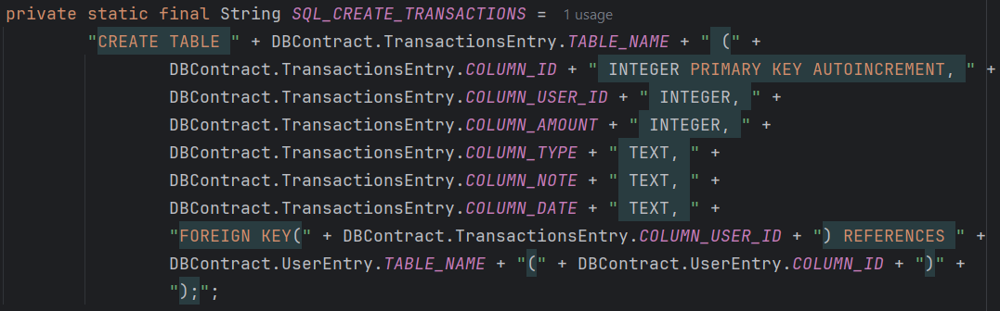 private static final String SQL_CREATE_TRANSACTIONS = 1 usage
"CREATE TABLE " + DBContract.TransactionsEntry.TABLE_NAME + " (" +
DBContract.TransactionsEntry.COLUMN_ID + " INTEGER PRIMARY KEY AUTOINCREMENT, " +
DBContract.TransactionsEntry.COLUMN_USER_ID + " INTEGER, " +
DBContract.TransactionsEntry.COLUMN_AMOUNT + " INTEGER, " +
DBContract.TransactionsEntry.COLUMN_TYPE + " TEXT, " +
DBContract.TransactionsEntry.COLUMN_NOTE + " TEXT, " +
DBContract.TransactionsEntry.COLUMN_DATE + " TEXT, " +
"FOREIGN KEY(" + DBContract.TransactionsEntry.COLUMN_USER_ID + ") REFERENCES " +
DBContract.UserEntry.TABLE_NAME + "(" + DBContract.UserEntry.COLUMN_ID + ")" +
");";